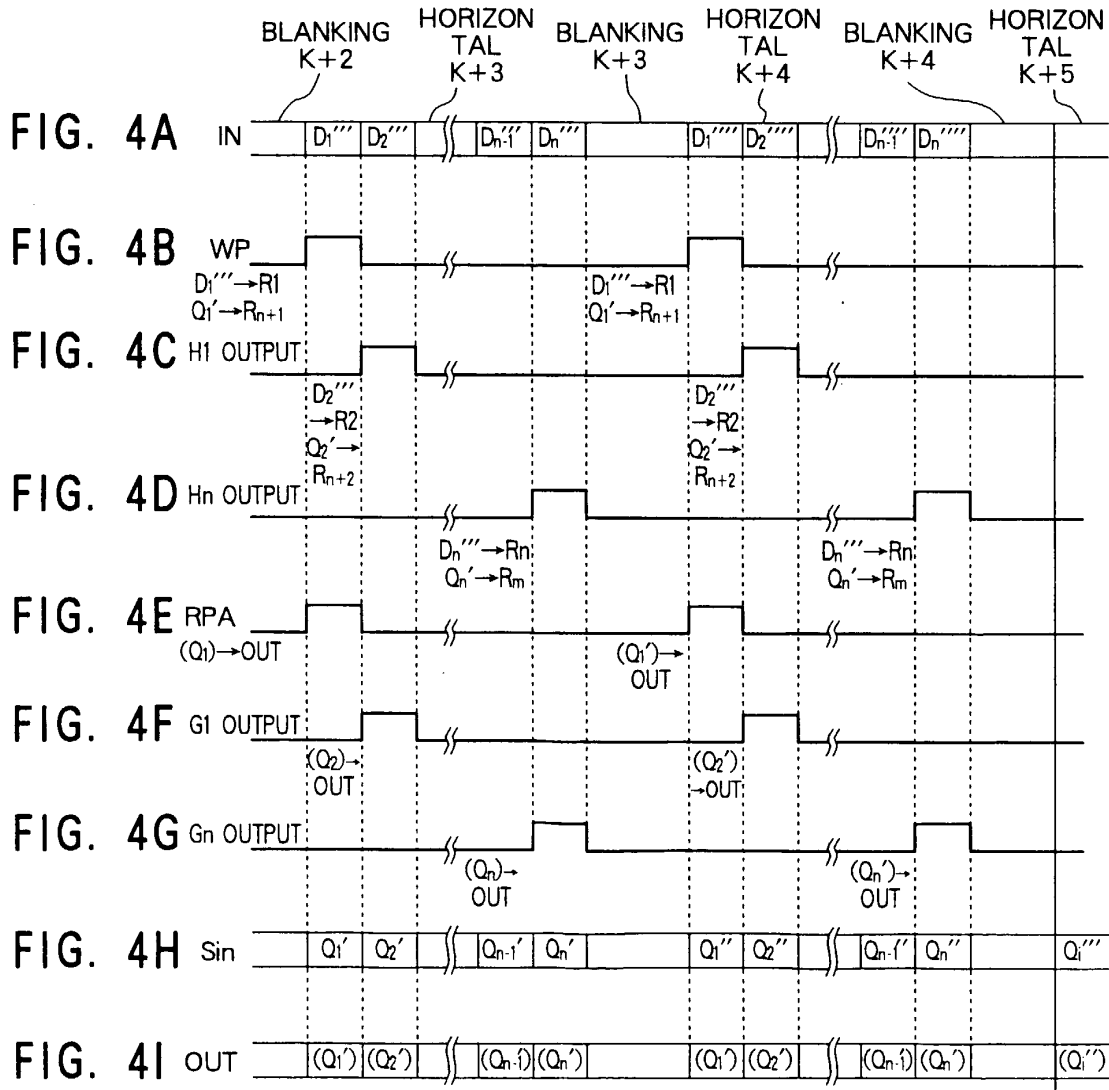 BLANKING K+2
HORIZON TAL K+3
BLANKING K+3
HORIZON TAL K+4
BLANKING K+4
HORIZON TAL K+5
FIG. 4A IN D₁''' D₂''' Dₙ₋₁''' Dₙ''' D₁'''' D₂'''' Dₙ₋₁'''' Dₙ''''
FIG. 4B WP
D₁'''→R1 D₁'''→R1
Q₁'→Rₙ₊₁ Q₁'→Rₙ₊₁
FIG. 4C H1 OUTPUT
D₂''' D₂'''
→R2 →R2
Q₂'→ Q₂'→
Rₙ₊₂ Rₙ₊₂
FIG. 4D Hn OUTPUT
Dₙ'''→Rn Dₙ'''→Rn
Qₙ'→Rₘ Qₙ'→Rₘ
FIG. 4E RPA
(Q₁)→OUT (Q₁')→
OUT
FIG. 4F G1 OUTPUT
(Q₂)→ (Q₂')
OUT →OUT
FIG. 4G Gn OUTPUT
(Qₙ)→ (Qₙ')→
OUT OUT
FIG. 4H Sin Q₁' Q₂' Qₙ₋₁' Qₙ' Q₁'' Q₂'' Qₙ₋₁'' Qₙ'' Qᵢ'''
FIG. 4I OUT (Q₁') (Q₂') (Qₙ₋₁) (Qₙ') (Q₁') (Q₂') (Qₙ₋₁) (Qₙ') (Qᵢ'')